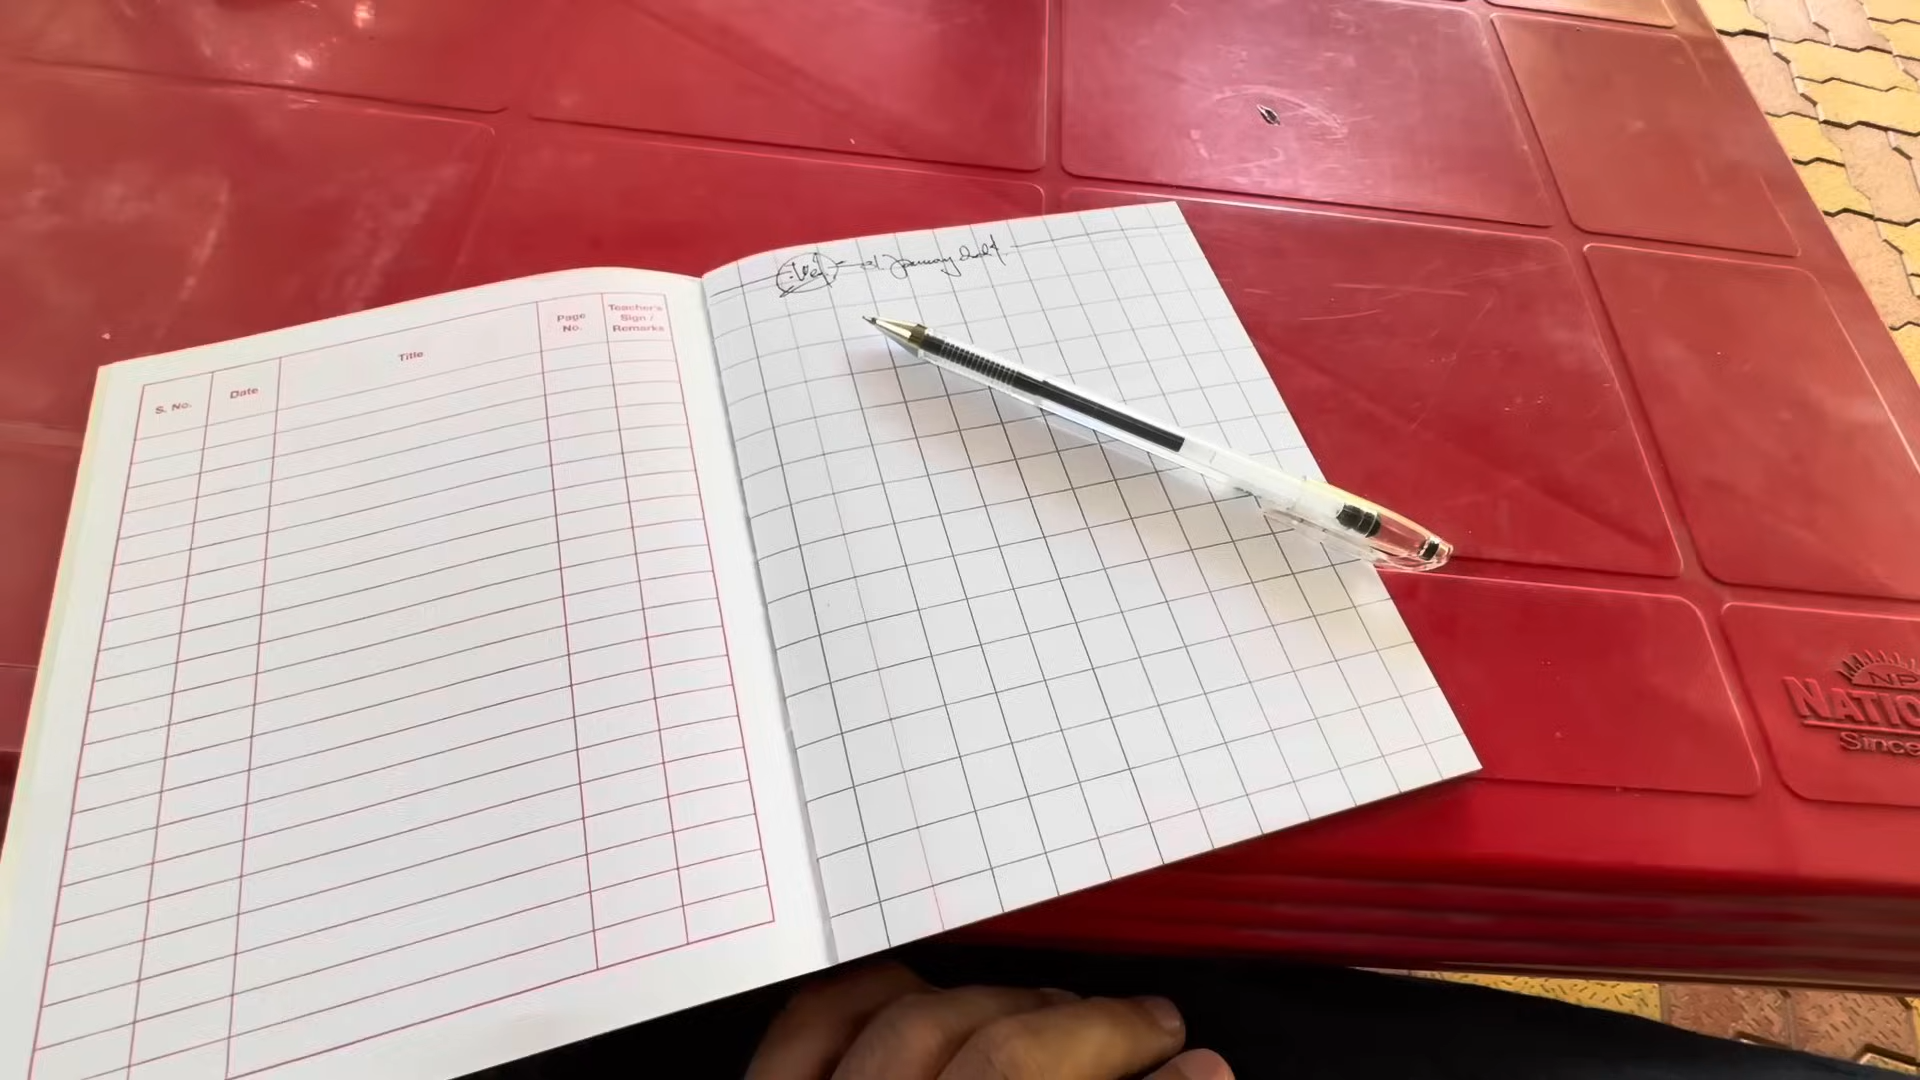 S. No.
Date
Title
Page
No.
Teacher's
Sign /
Remarks
January
NATIO
Since